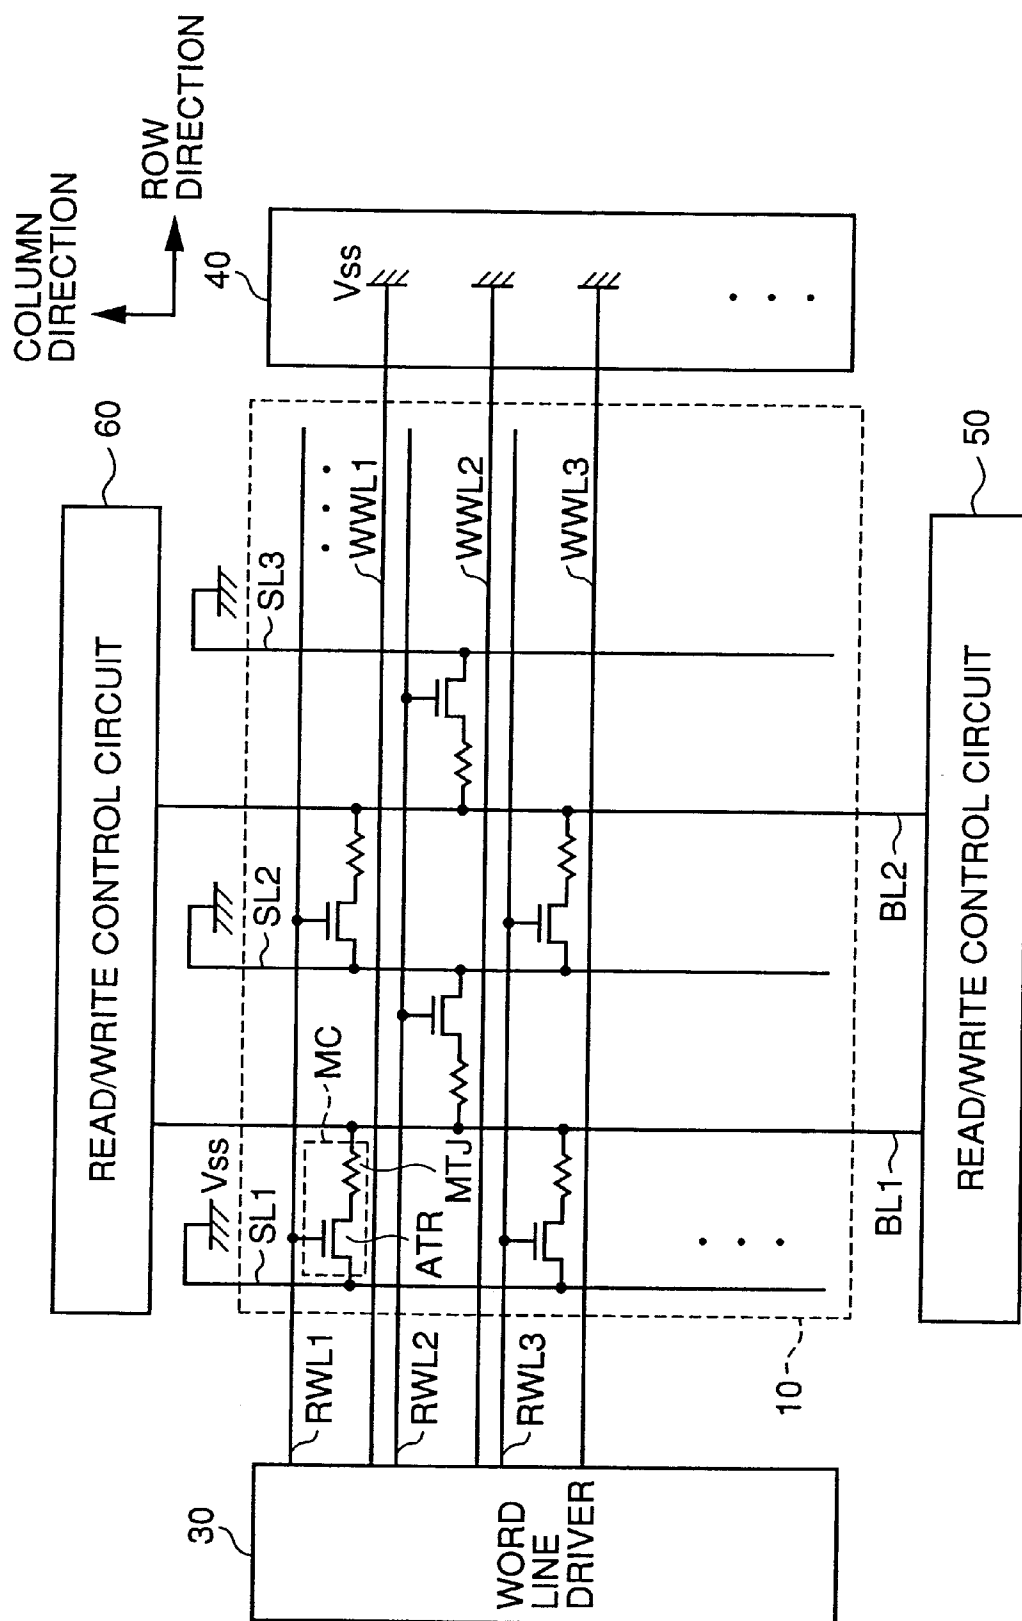 COLUMN
DIRECTION
ROW
DIRECTION
60
READ/WRITE CONTROL CIRCUIT
40
Vss
Vss
SL1
SL2
SL3
MC
ATR
MTJ
RWL1
WWL1
RWL2
WWL2
RWL3
WWL3
30
WORD
LINE
DRIVER
10
BL1
BL2
50
READ/WRITE CONTROL CIRCUIT